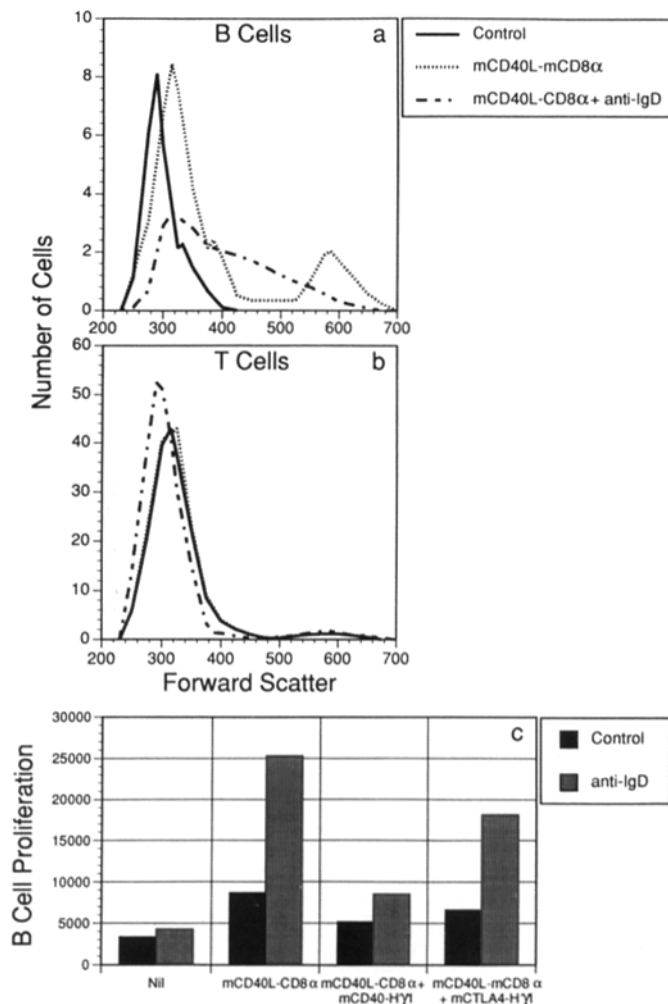 B Cells
a
Control
mCD40L-mCD8α
mCD40L-CD8α + anti-IgD
10
8
6
4
2
0
200 300 400 500 600 700
Number of Cells
T Cells
b
60
50
40
30
20
10
0
200 300 400 500 600 700
Forward Scatter
c
Control
anti-IgD
30000
25000
20000
15000
10000
5000
0
B Cell Proliferation
Nil
mCD40L-CD8α
mCD40L-CD8α+
mCD40-Hγ1
mCD40L-mCD8α
+ mCTLA4-Hγ1